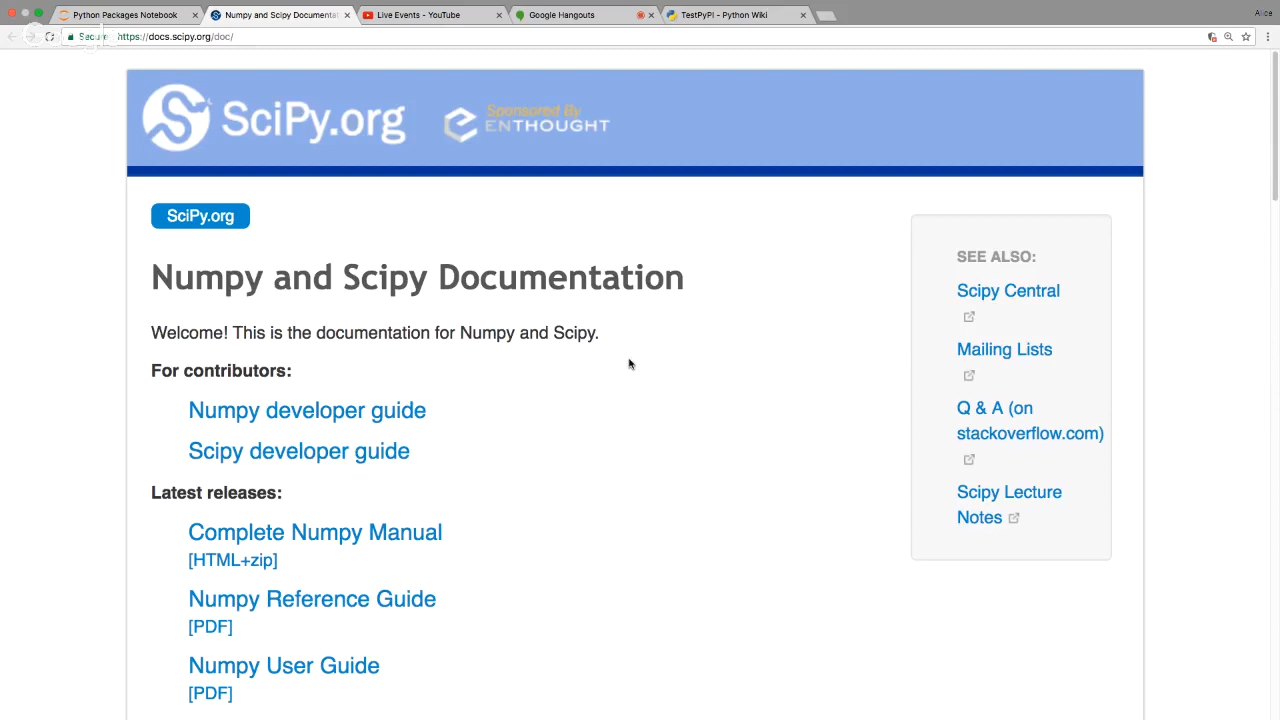 Python Packages Notebook
Numpy and Scipy Documentat
Live Events - YouTube
Google Hangouts
TestPyPI - Python Wiki
Alice
Secure
https://docs.scipy.org/doc/
SciPy.org
Sponsored By
ENTHOUGHT
SciPy.org
Numpy and Scipy Documentation
Welcome! This is the documentation for Numpy and Scipy.
For contributors:
Numpy developer guide
Scipy developer guide
Latest releases:
Complete Numpy Manual
[HTML+zip]
Numpy Reference Guide
[PDF]
Numpy User Guide
[PDF]
SEE ALSO:
Scipy Central
Mailing Lists
Q & A (on
stackoverflow.com)
Scipy Lecture
Notes